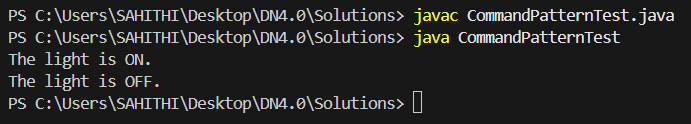 PS C:\Users\SAHITHI\Desktop\DN4.0\Solutions> javac CommandPatternTest.java
PS C:\Users\SAHITHI\Desktop\DN4.0\Solutions> java CommandPatternTest
The light is ON.
The light is OFF.
PS C:\Users\SAHITHI\Desktop\DN4.0\Solutions>